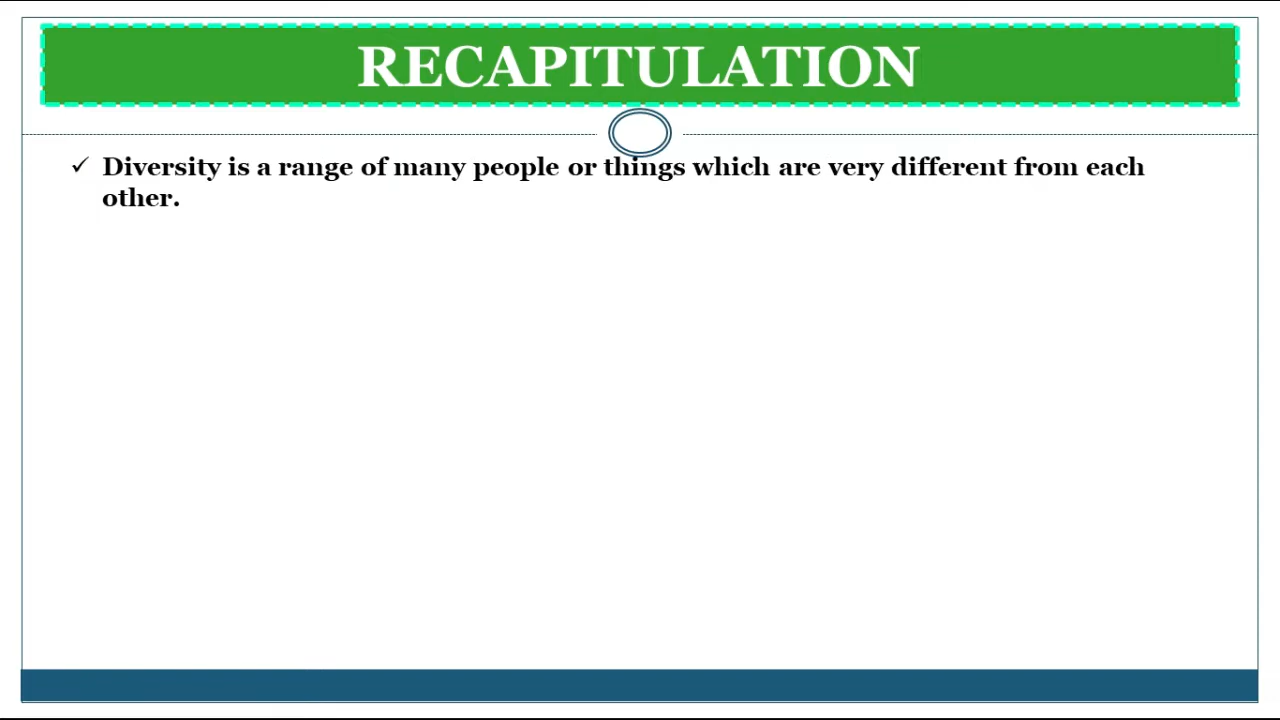 RECAPITULATION
✓ Diversity is a range of many people or things which are very different from each
other.